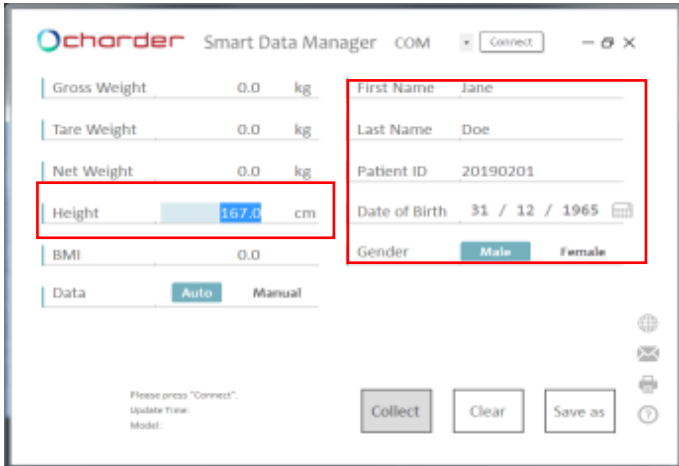 charder Smart Data Manager COM Connect
Gross Weight 0.0 kg
Tare Weight 0.0 kg
Net Weight 0.0 kg
Height 167.0 cm
BMI 0.0
Data Auto Manual
First Name Jane
Last Name Doe
Patient ID 20190201
Date of Birth 31 / 12 / 1965
Gender Male Female
Please press "Connect".
Update Time:
Model:
Collect Clear Save as